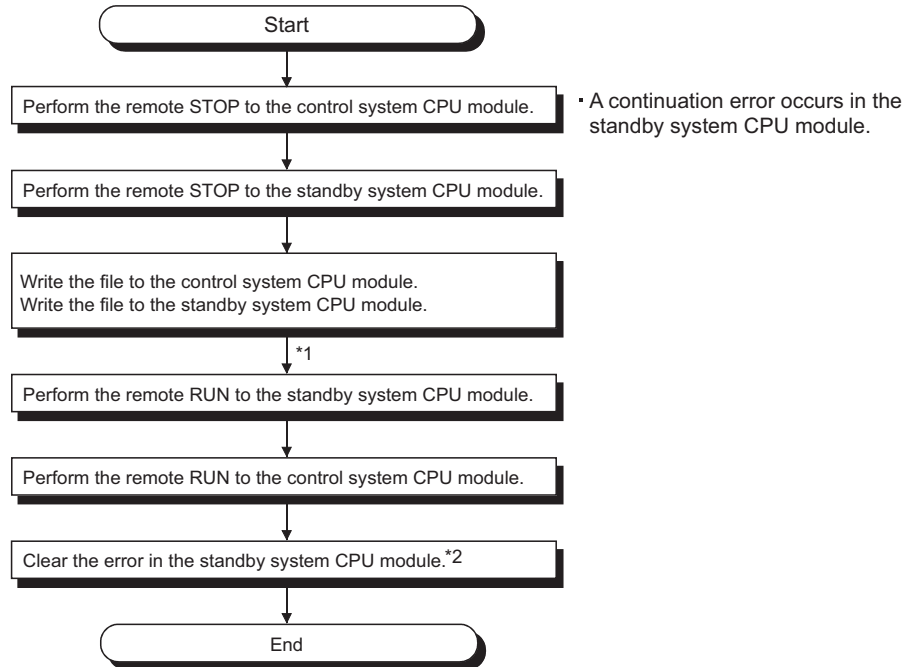 Start
Perform the remote STOP to the control system CPU module.
▪ A continuation error occurs in the
standby system CPU module.
Perform the remote STOP to the standby system CPU module.
Write the file to the control system CPU module.
Write the file to the standby system CPU module.
*1
Perform the remote RUN to the standby system CPU module.
Perform the remote RUN to the control system CPU module.
Clear the error in the standby system CPU module.*2
End